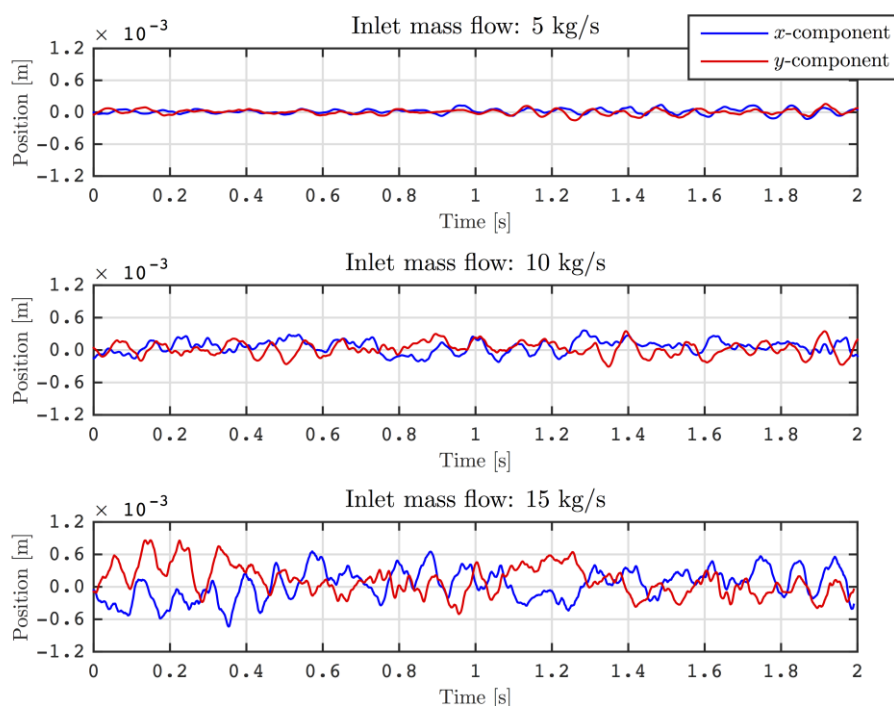 Inlet mass flow: 5 kg/s
x-component
y-component
× 10⁻³
1.2
0.6
0.0
−0.6
−1.2
Position [m]
0 0.2 0.4 0.6 0.8 1 1.2 1.4 1.6 1.8 2
Time [s]
Inlet mass flow: 10 kg/s
× 10⁻³
1.2
0.6
0.0
−0.6
−1.2
Position [m]
0 0.2 0.4 0.6 0.8 1 1.2 1.4 1.6 1.8 2
Time [s]
Inlet mass flow: 15 kg/s
× 10⁻³
1.2
0.6
0.0
−0.6
−1.2
Position [m]
0 0.2 0.4 0.6 0.8 1 1.2 1.4 1.6 1.8 2
Time [s]